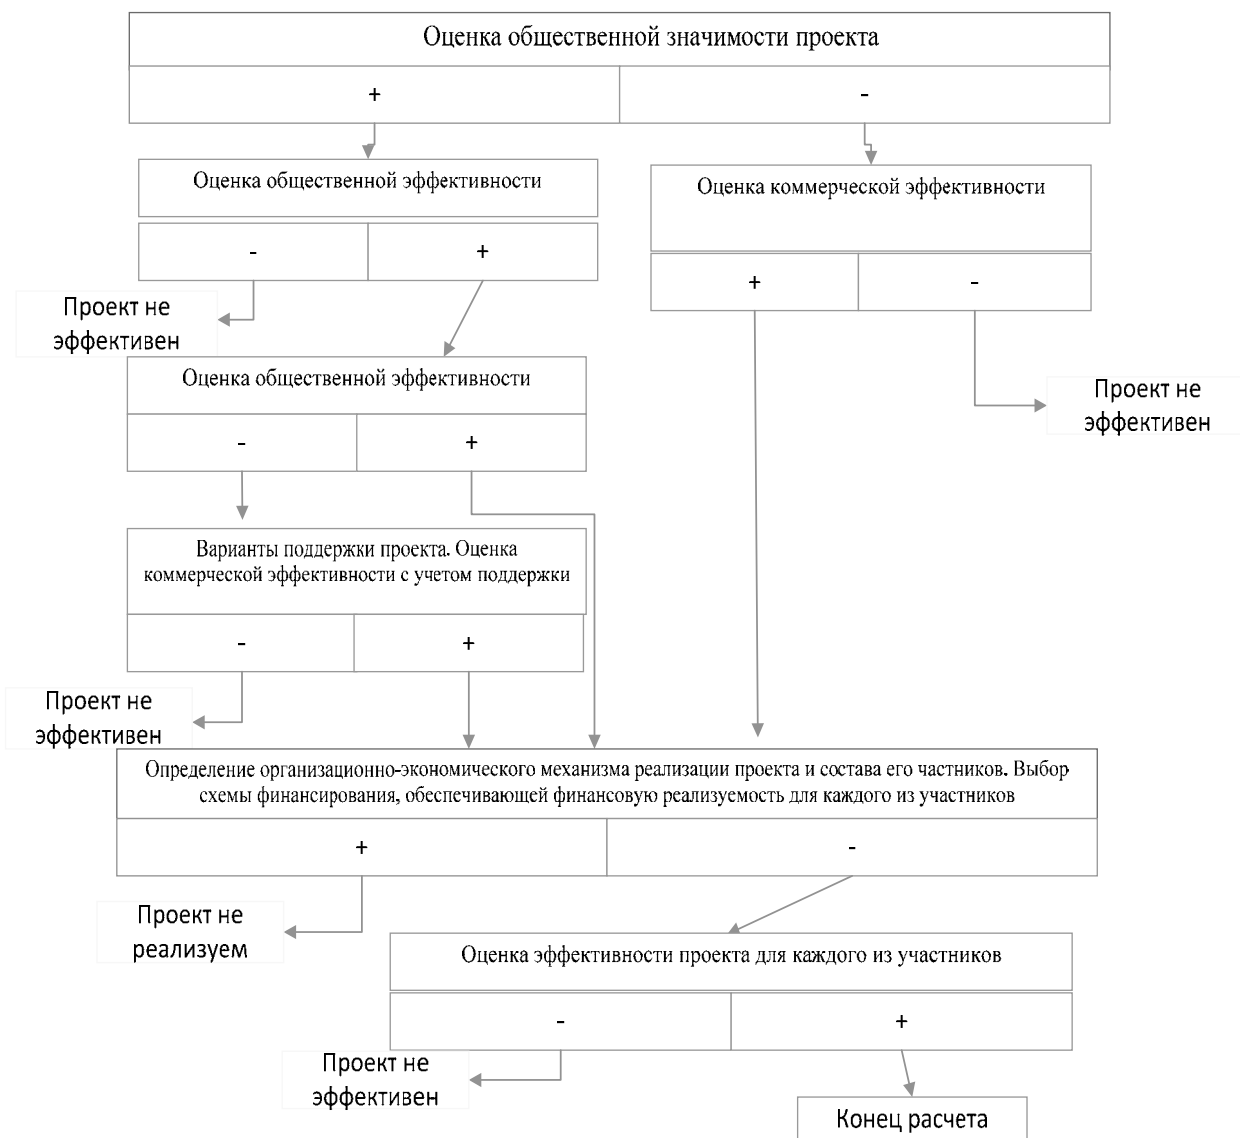 Оценка общественной значимости проекта
+
-
Оценка общественной эффективности
Оценка коммерческой эффективности
-
+
+
-
Проект не
эффективен
Оценка общественной эффективности
Проект не
эффективен
-
+
Варианты поддержки проекта. Оценка
коммерческой эффективности с учетом поддержки
-
+
Проект не
эффективен
Определение организационно-экономического механизма реализации проекта и состава его частников. Выбор
схемы финансирования, обеспечивающей финансовую реализуемость для каждого из участников
+
-
Проект не
реализуем
Оценка эффективности проекта для каждого из участников
-
+
Проект не
эффективен
Конец расчета